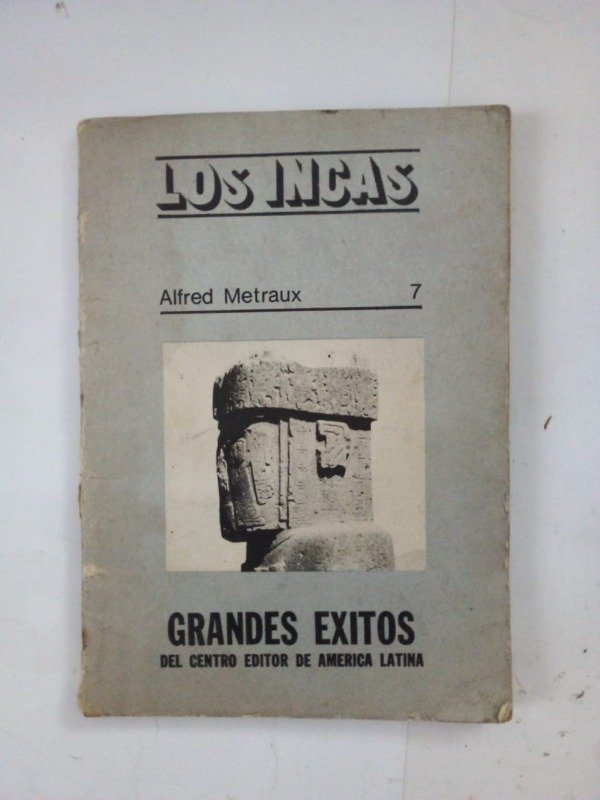 LOS INCAS
Alfred Metraux 7
GRANDES EXITOS
DEL CENTRO EDITOR DE AMERICA LATINA